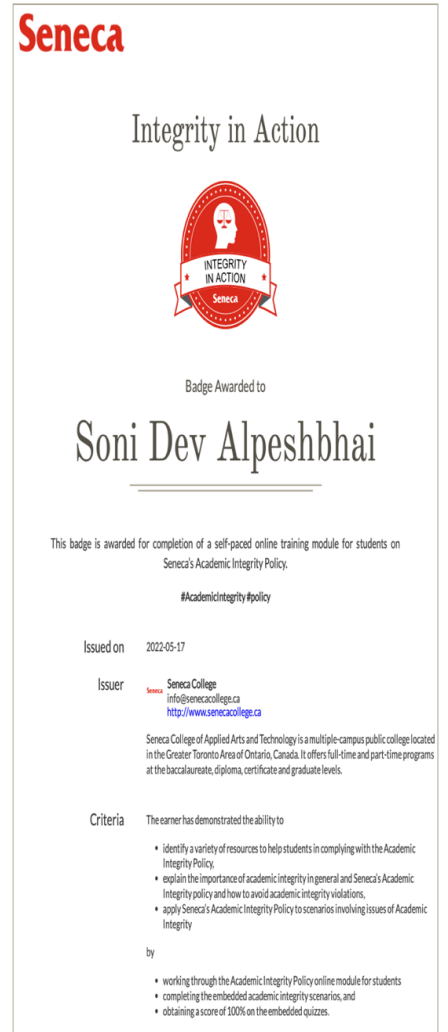 Seneca
Integrity in Action
INTEGRITY
IN ACTION
Seneca
Badge Awarded to
Soni Dev Alpeshbhai
This badge is awarded for completion of a self-paced online training module for students on
Seneca's Academic Integrity Policy.
#AcademicIntegrity #policy
Issued on 2022-05-17
Issuer Seneca Seneca College
info@senecacollege.ca
http://www.senecacollege.ca
Seneca College of Applied Arts and Technology is a multiple-campus public college located
in the Greater Toronto Area of Ontario, Canada. It offers full-time and part-time programs
at the baccalaureate, diploma, certificate and graduate levels.
Criteria The earner has demonstrated the ability to
• identify a variety of resources to help students in complying with the Academic
Integrity Policy,
• explain the importance of academic integrity in general and Seneca's Academic
Integrity policy and how to avoid academic integrity violations,
• apply Seneca's Academic Integrity Policy to scenarios involving issues of Academic
Integrity
by
• working through the Academic Integrity Policy online module for students
• completing the embedded academic integrity scenarios, and
• obtaining a score of 100% on the embedded quizzes.